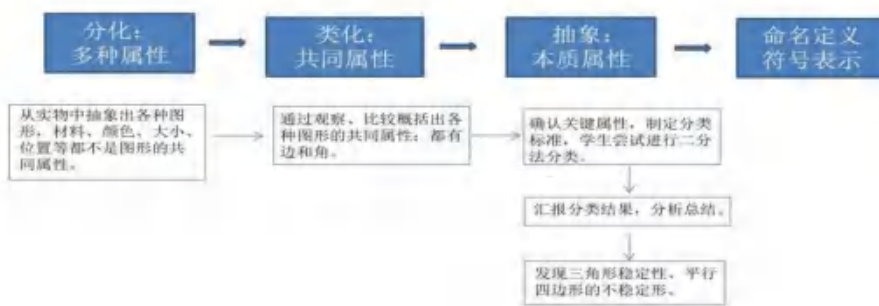 分化：
多种属性
类化：
共同属性
抽象：
本质属性
命名定义
符号表示
从实物中抽象出各种图
形，材料、颜色、大小、
位置等都不是图形的共
同属性。
通过观察、比较概括出各
种图形的共同属性：都有
边和角。
确认关键属性，制定分类
标准，学生尝试进行二分
法分类。
汇报分类结果，分析总结。
发现三角形稳定性、平行
四边形的不稳定形。